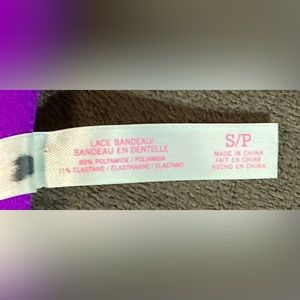 LACE BANDEAU/
BANDEAU EN DENTELLE
89% POLYAMIDE / POLIAMIDA
11% ELASTANE / ÉLASTHANNE / ELASTANO
S/P
MADE IN CHINA
FAIT EN CHINE
HECHO EN CHINA